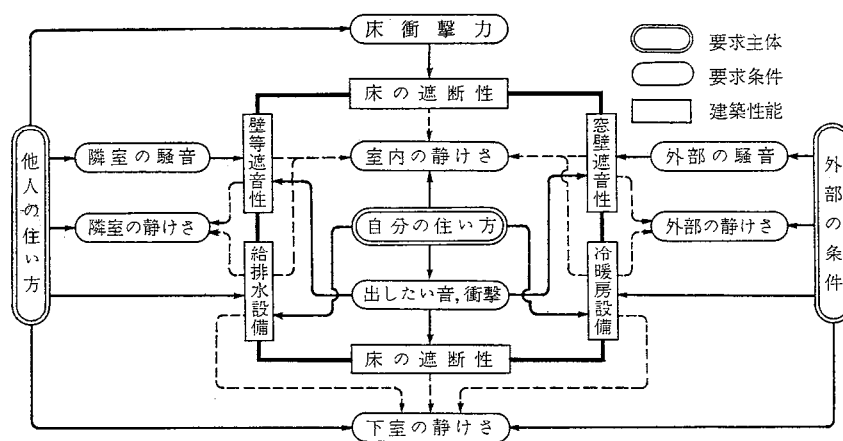 床衝撃力
要求主体
要求条件
建築性能
床の遮断性
壁等遮音性
窓壁遮音性
他人の住い方
隣室の騒音
室内の静けさ
外部の騒音
外部の条件
隣室の静けさ
自分の住い方
外部の静けさ
給排水設備
冷暖房設備
出したい音,衝撃
床の遮断性
下室の静けさ